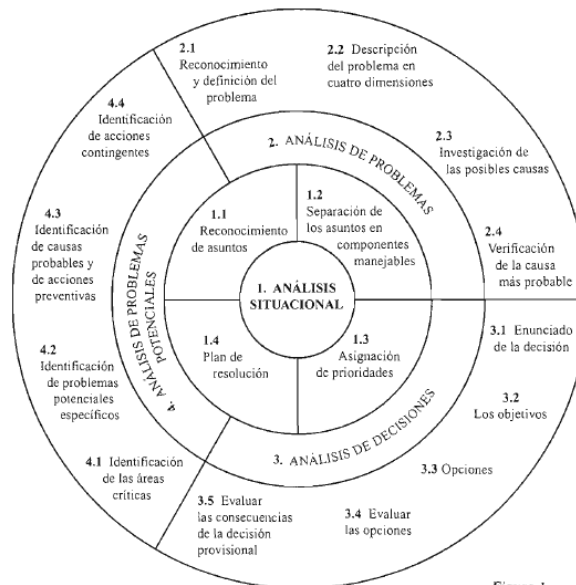 1. ANÁLISIS
SITUACIONAL
1.1
Reconocimiento
de asuntos
1.2
Separación de
los asuntos en
componentes
manejables
1.3
Asignación
de prioridades
1.4
Plan de
resolución
2. ANÁLISIS DE PROBLEMAS
2.1
Reconocimiento
y definición del
problema
2.2 Descripción
del problema en
cuatro dimensiones
2.3
Investigación de
las posibles causas
2.4
Verificación
de la causa
más probable
3. ANÁLISIS DE DECISIONES
3.1 Enunciado
de la decisión
3.2
Los objetivos
3.3 Opciones
3.4 Evaluar
las opciones
3.5 Evaluar
las consecuencias
de la decisión
provisional
4. ANÁLISIS DE PROBLEMAS
POTENCIALES
4.1 Identificación
de las áreas
críticas
4.2
Identificación
de problemas
potenciales
específicos
4.3
Identificación
de causas
probables y
de acciones
preventivas
4.4
Identificación
de acciones
contingentes